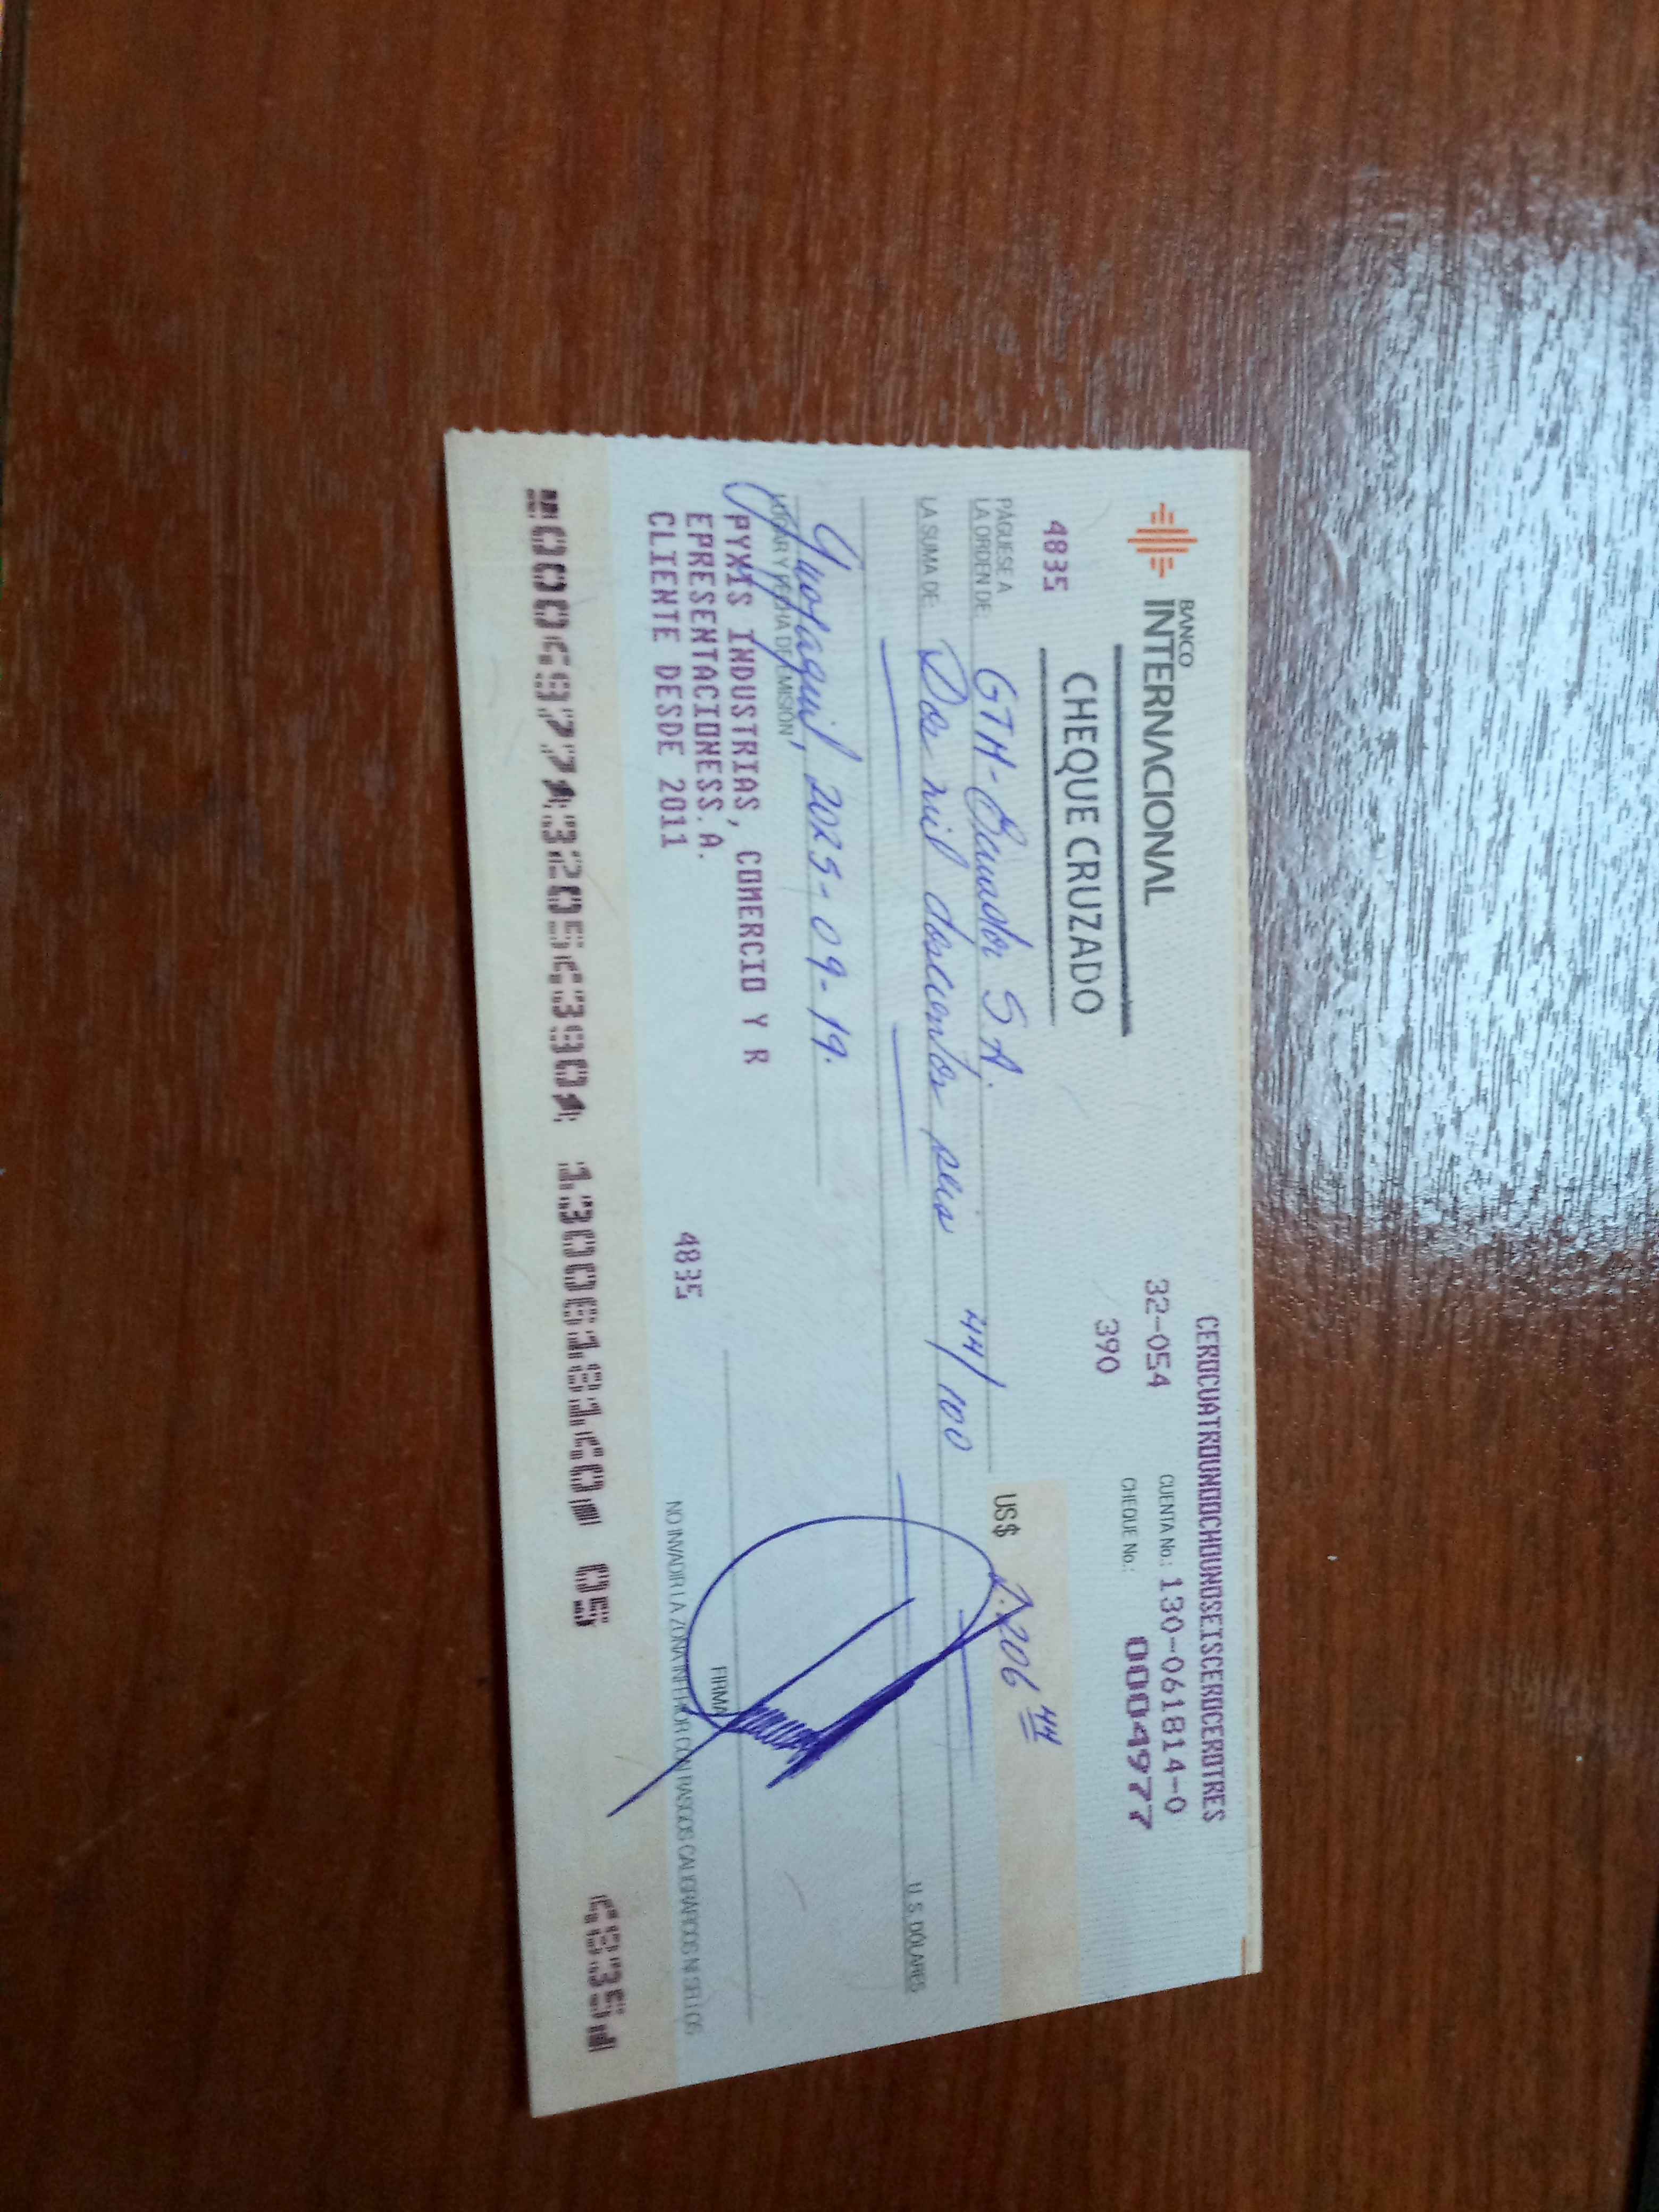 CEROCUATROUNOOCHOUNOSEISCEROCEROTRES
BANCO
INTERNACIONAL
32-054
CUENTA No.: 130-061814-0
390
CHEQUE No.: 0004977
CHEQUE CRUZADO
4835
PÁGUESE A
LA ORDEN DE: GTM-Ecuador S.A.
US$ 2.206 44
LA SUMA DE: Dos mil doscientos seis 44/100
U. S. DÓLARES
Guayaquil, 2025-09-19.
LUGAR Y FECHA DE EMISIÓN
PYXIS INDUSTRIAS, COMERCIO Y R
EPRESENTACIONESS.A.
CLIENTE DESDE 2011
4835
FIRMA
NO INVADIR LA ZONA INFERIOR CON RASGOS CALIGRÁFICOS NI SELLOS